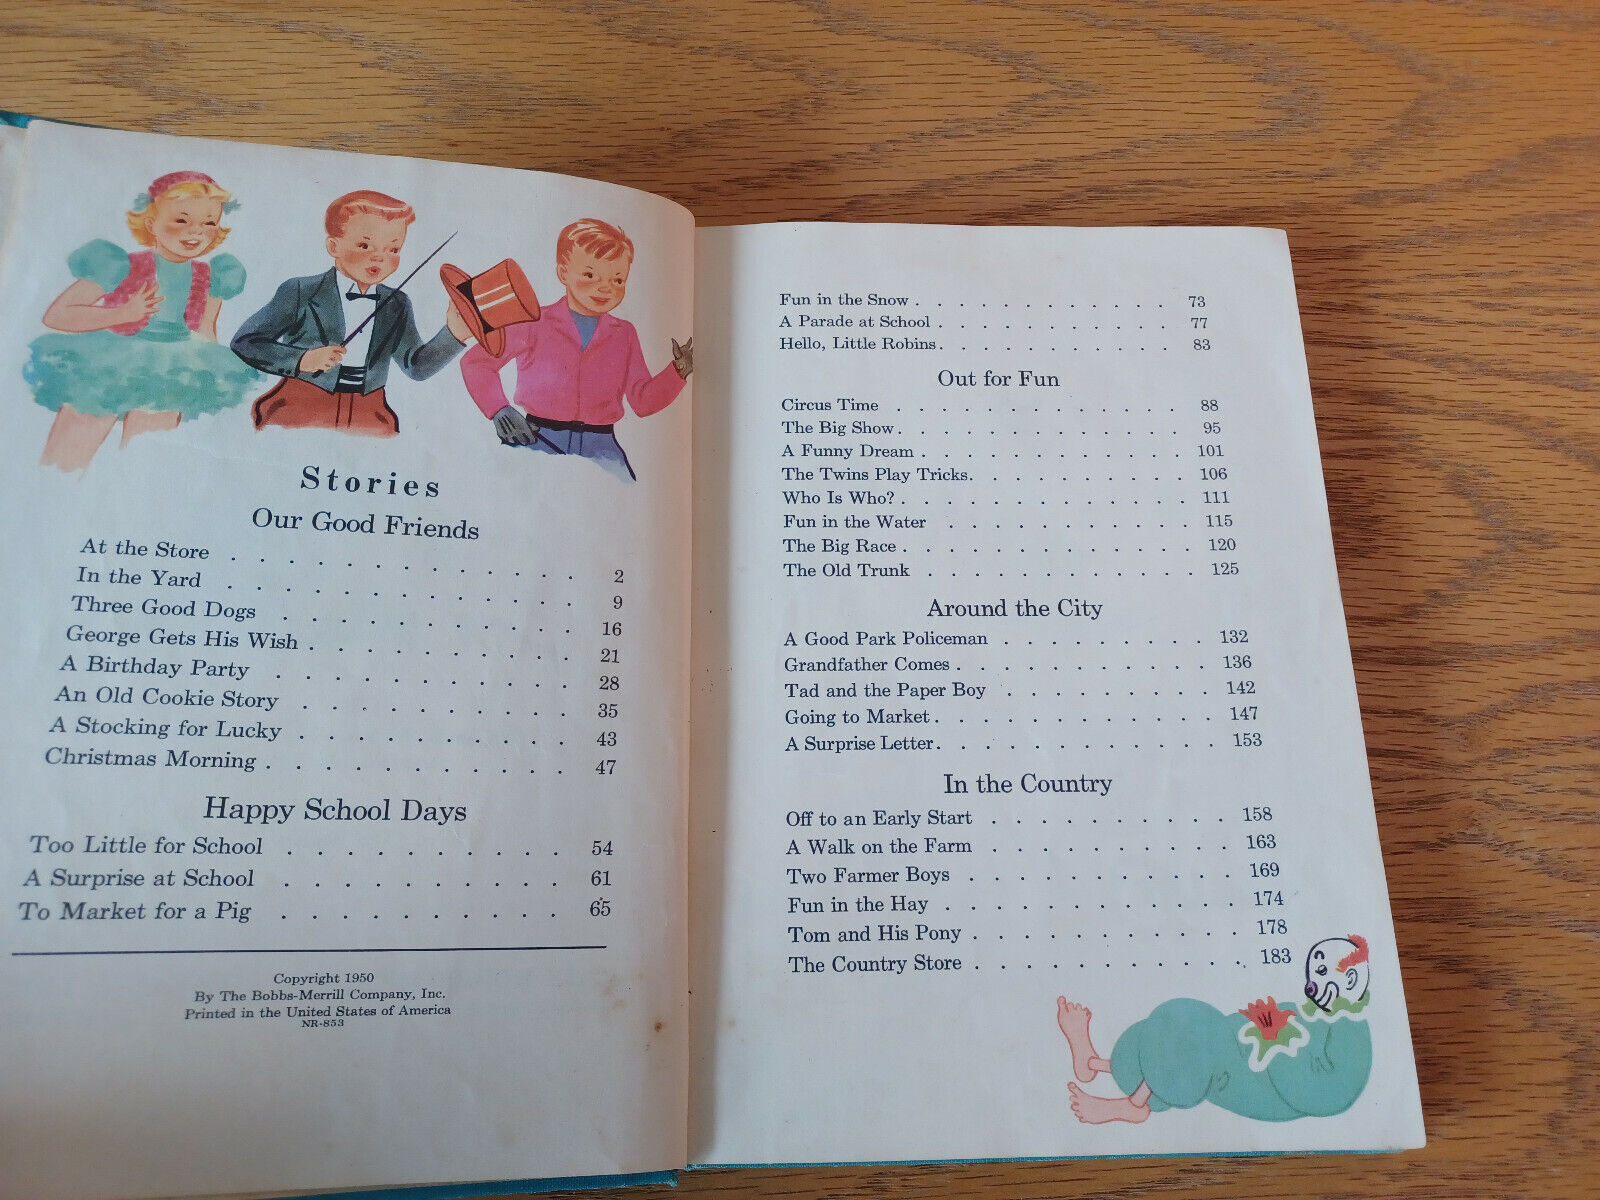 Stories
Our Good Friends
At the Store . . . . . . . . . . . . 2
In the Yard . . . . . . . . . . . . 9
Three Good Dogs . . . . . . . . . . 16
George Gets His Wish . . . . . . . . . 21
A Birthday Party . . . . . . . . . . . 28
An Old Cookie Story . . . . . . . . . 35
A Stocking for Lucky . . . . . . . . . 43
Christmas Morning . . . . . . . . . . 47
Happy School Days
Too Little for School . . . . . . . . . 54
A Surprise at School . . . . . . . . . . 61
To Market for a Pig . . . . . . . . . . 65
Copyright 1950
By The Bobbs-Merrill Company, Inc.
Printed in the United States of America
NR-853
Fun in the Snow . . . . . . . . . . . 73
A Parade at School . . . . . . . . . . 77
Hello, Little Robins . . . . . . . . . . 83
Out for Fun
Circus Time . . . . . . . . . . 88
The Big Show . . . . . . . . . . 95
A Funny Dream . . . . . . . . . . 101
The Twins Play Tricks . . . . . . . . . 106
Who Is Who? . . . . . . . . . . . 111
Fun in the Water . . . . . . . . . 115
The Big Race . . . . . . . . . . . 120
The Old Trunk . . . . . . . . . . 125
Around the City
A Good Park Policeman . . . . . . . . 132
Grandfather Comes . . . . . . . . . . 136
Tad and the Paper Boy . . . . . . . . 142
Going to Market . . . . . . . . . . . 147
A Surprise Letter . . . . . . . . . . . 153
In the Country
Off to an Early Start . . . . . . . . . 158
A Walk on the Farm . . . . . . . . . 163
Two Farmer Boys . . . . . . . . . . 169
Fun in the Hay . . . . . . . . . . . 174
Tom and His Pony . . . . . . . . . . 178
The Country Store . . . . . . . . . . 183